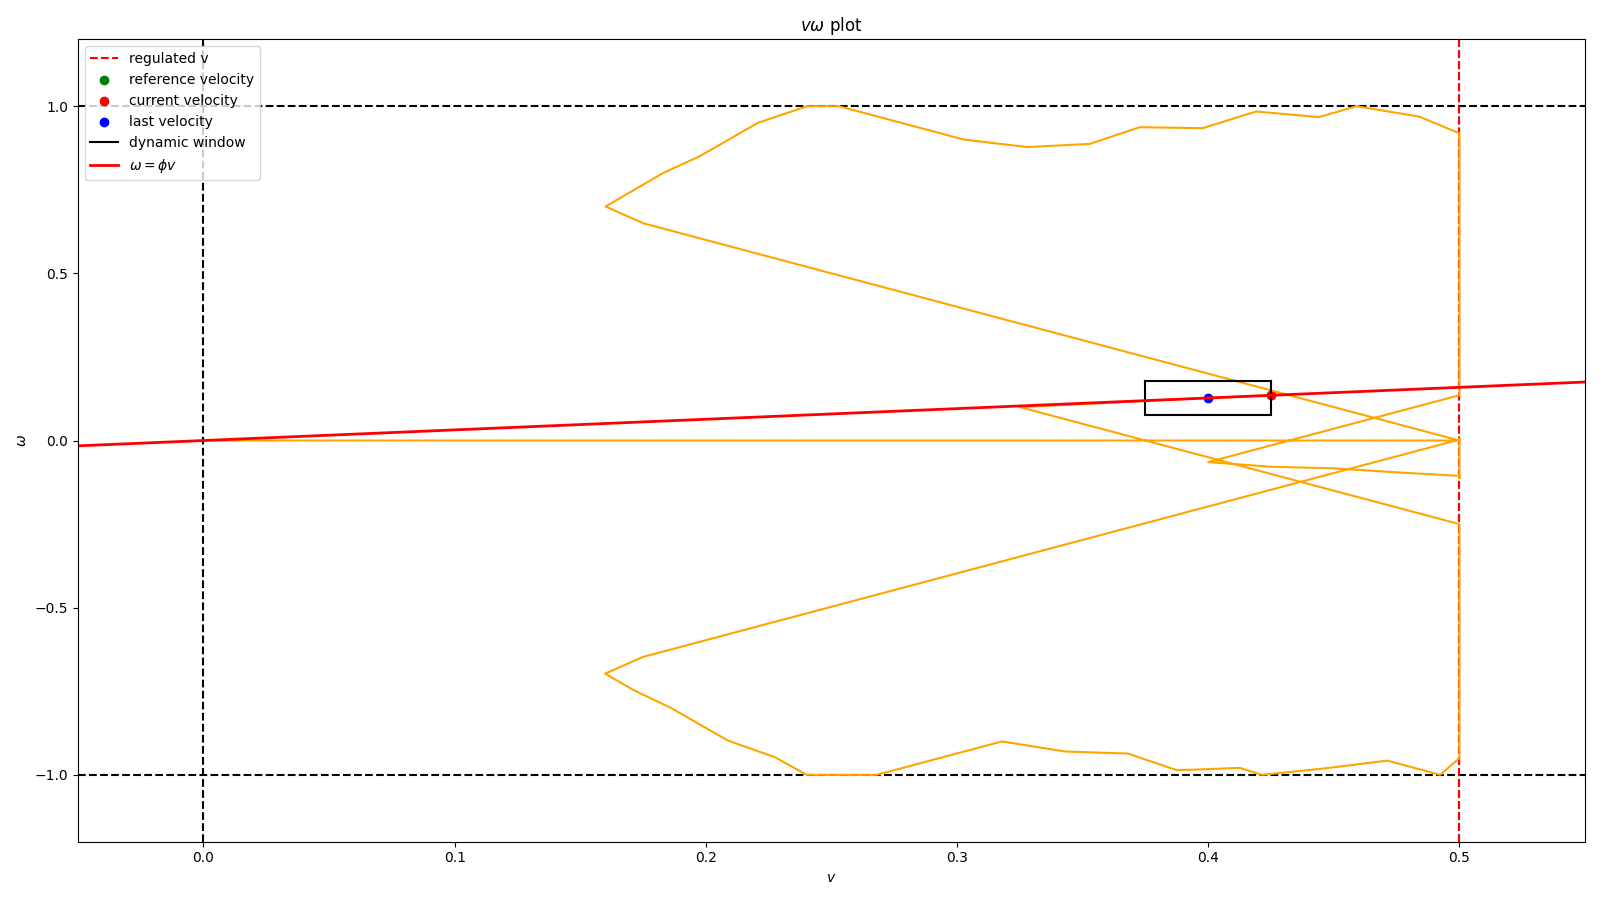 vω plot
regulated v
reference velocity
current velocity
last velocity
dynamic window
ω = ϕv
1.0
0.5
0.0
−0.5
−1.0
ω
0.0 0.1 0.2 0.3 0.4 0.5
v